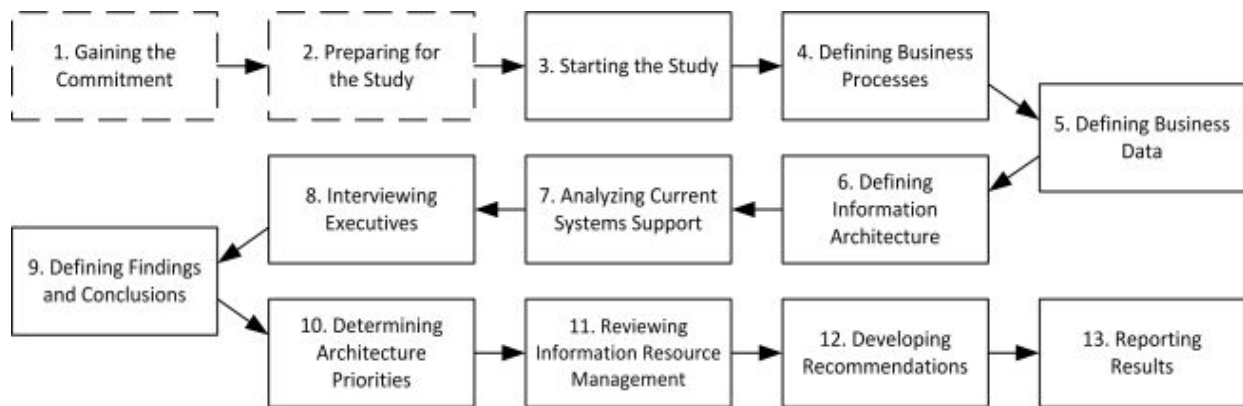 1. Gaining the
Commitment
2. Preparing for
the Study
3. Starting the Study
4. Defining Business
Processes
5. Defining Business
Data
6. Defining
Information
Architecture
7. Analyzing Current
Systems Support
8. Interviewing
Executives
9. Defining Findings
and Conclusions
10. Determining
Architecture
Priorities
11. Reviewing
Information Resource
Management
12. Developing
Recommendations
13. Reporting
Results